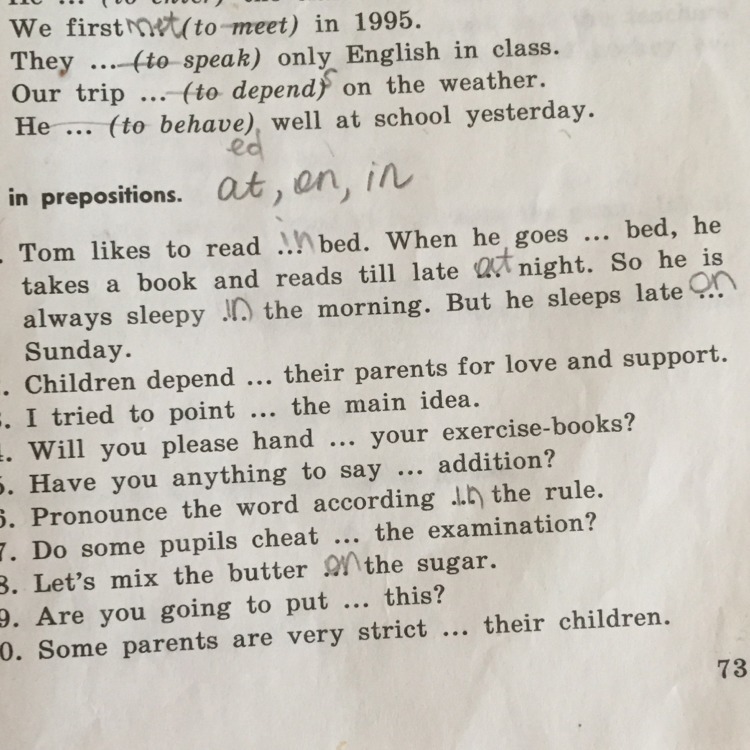 We first met (to meet) in 1995.
They ... (to speak) only English in class.
Our trip ... (to depend)s on the weather.
He ... (to behave) well at school yesterday.
ed
in prepositions. at, on, in
. Tom likes to read in bed. When he goes ... bed, he
takes a book and reads till late at night. So he is
always sleepy in the morning. But he sleeps late on
Sunday.
. Children depend ... their parents for love and support.
. I tried to point ... the main idea.
. Will you please hand ... your exercise-books?
5. Have you anything to say ... addition?
6. Pronounce the word according in the rule.
7. Do some pupils cheat ... the examination?
8. Let's mix the butter on the sugar.
9. Are you going to put ... this?
0. Some parents are very strict ... their children.
73